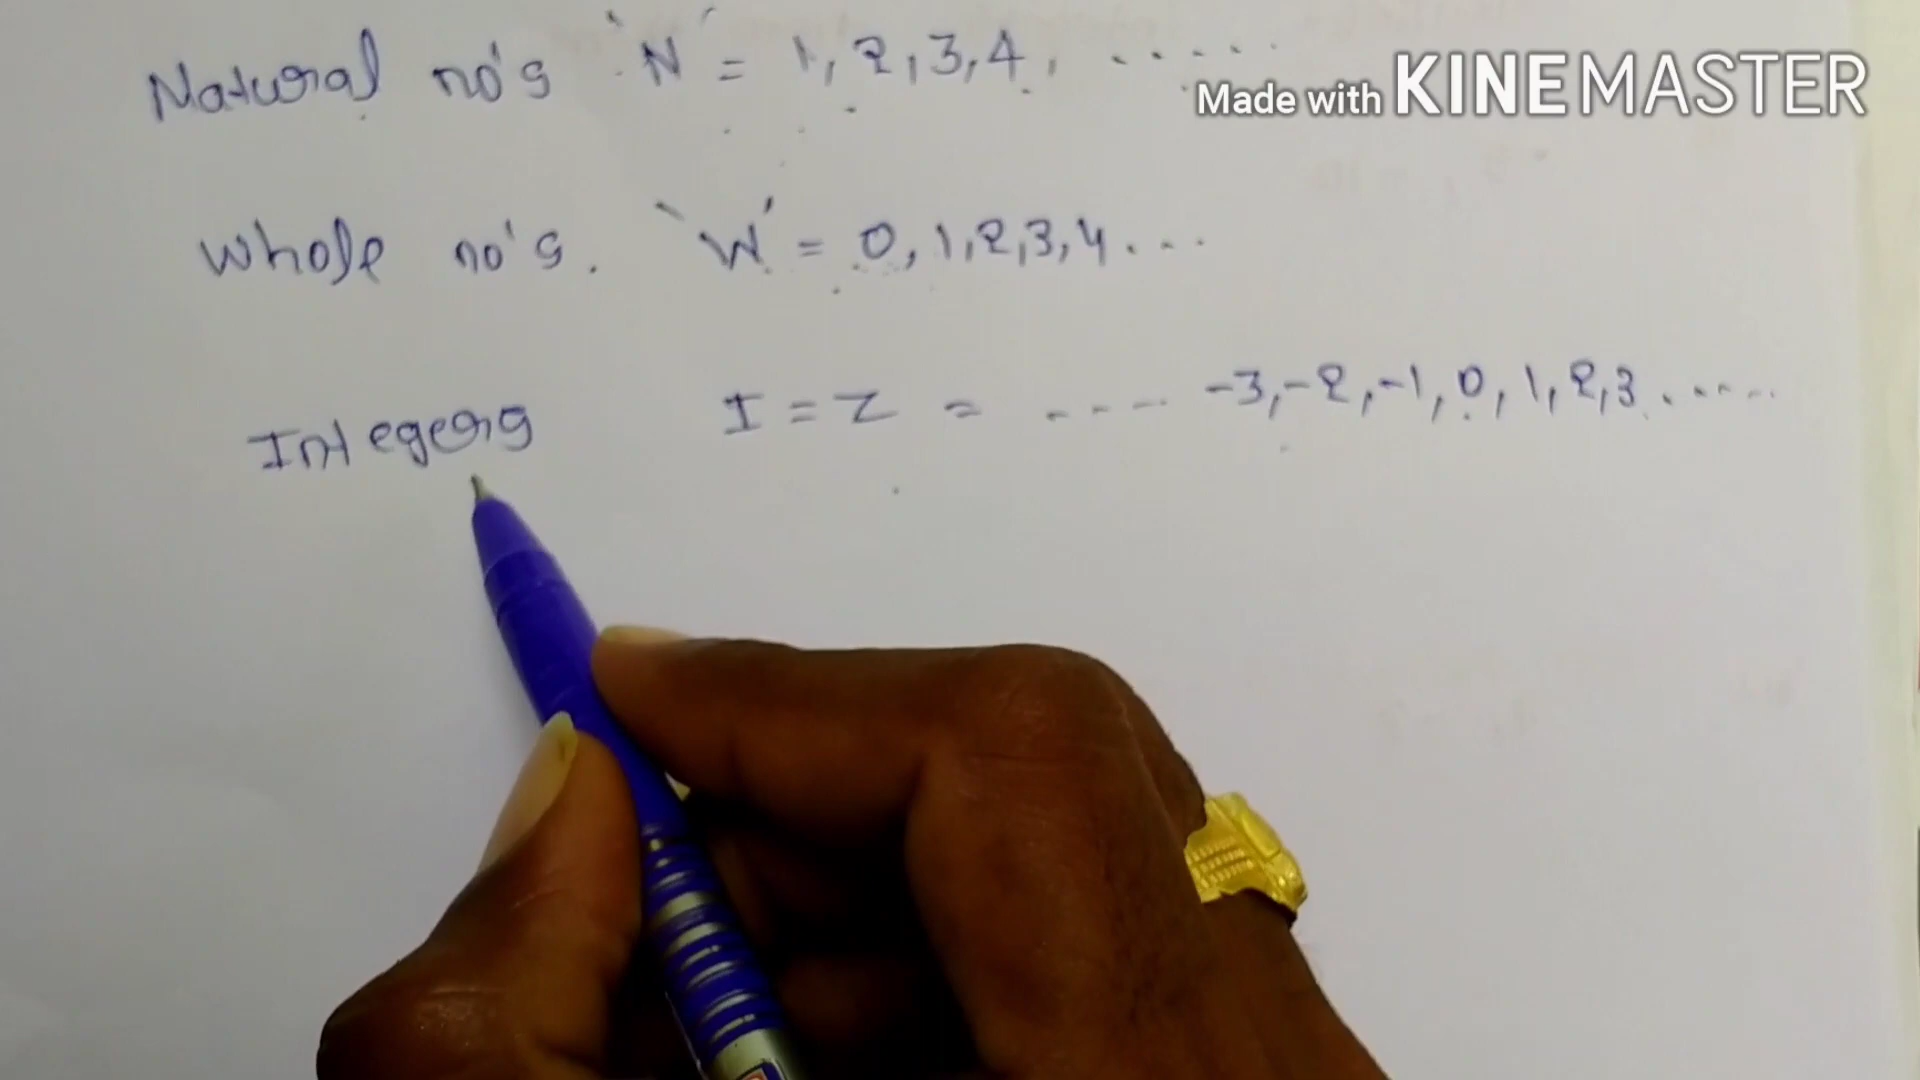 Natural no's 'N' = 1, 2, 3, 4, .....
Made with KINEMASTER
Whole no's. 'W' = 0, 1, 2, 3, 4 ...
Integers I = Z = .... -3, -2, -1, 0, 1, 2, 3 .....